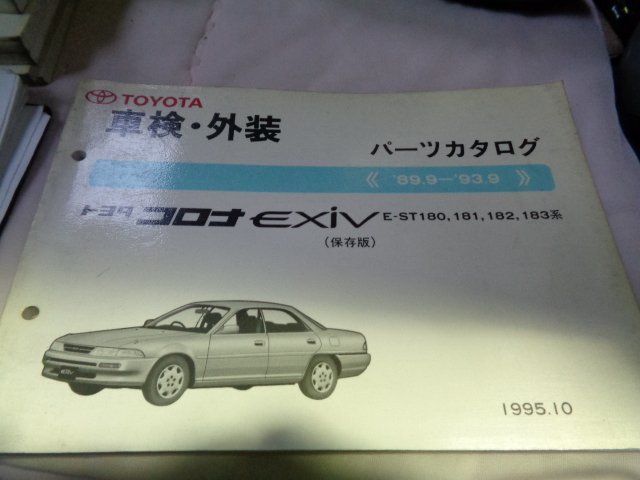 TOYOTA
車検・外装
パーツカタログ
《 '89.9—'93.9 》
トヨタ コロナ EXiV E-ST180, 181, 182, 183系
(保存版)
EXiV
1995.10